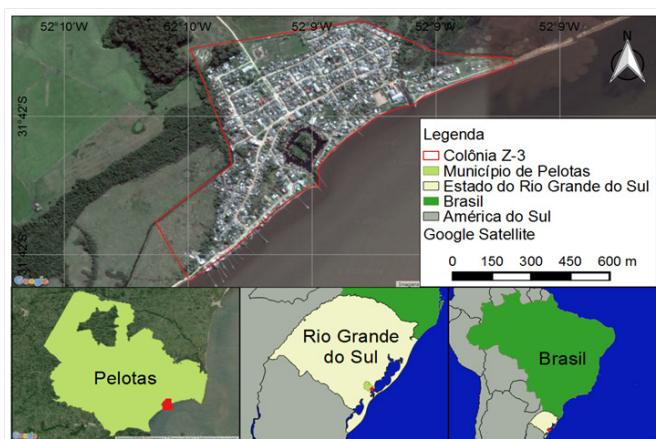 52°10'W 52°10'W 52°9'W 52°9'W
31°42'S
31°42'S
N
Legenda
Colônia Z-3
Município de Pelotas
Estado do Rio Grande do Sul
Brasil
América do Sul
Google Satellite
0 150 300 450 600 m
Pelotas
Rio Grande
do Sul
Brasil